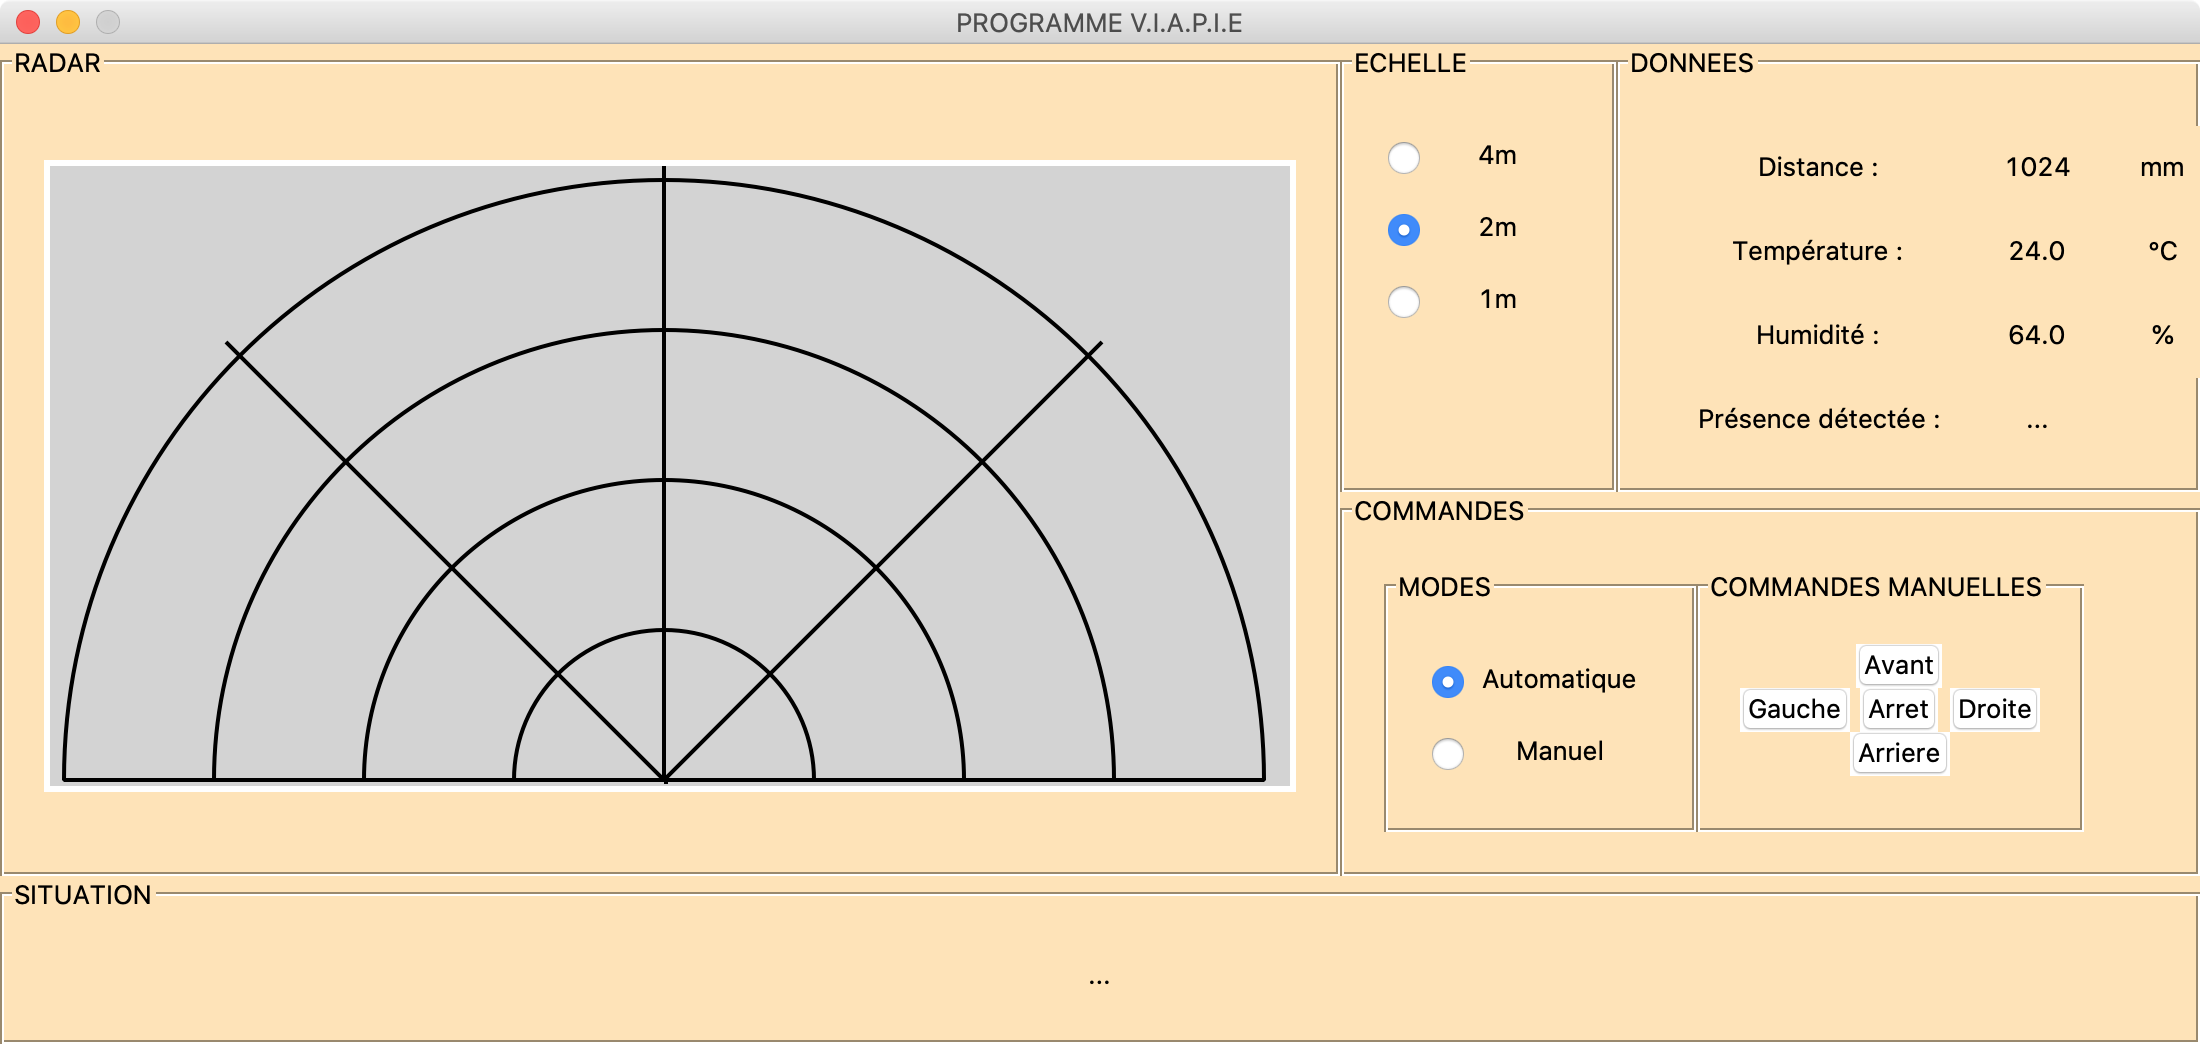 PROGRAMME V.I.A.P.I.E
RADAR
ECHELLE
4m
2m
1m
DONNEES
Distance : 1024 mm
Température : 24.0 °C
Humidité : 64.0 %
Présence détectée : ...
COMMANDES
MODES
Automatique
Manuel
COMMANDES MANUELLES
Avant
Gauche Arret Droite
Arriere
SITUATION
...